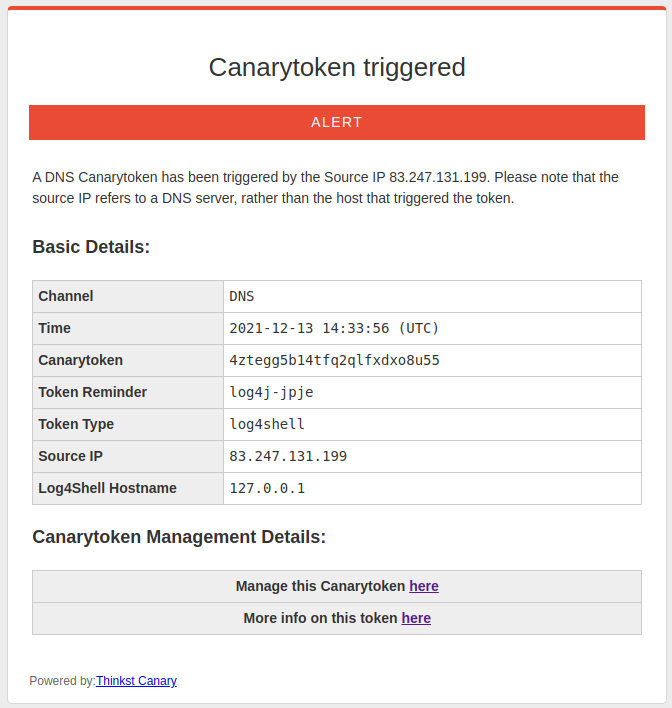 Canarytoken triggered
ALERT
A DNS Canarytoken has been triggered by the Source IP 83.247.131.199. Please note that the
source IP refers to a DNS server, rather than the host that triggered the token.
Basic Details:
Channel DNS
Time 2021-12-13 14:33:56 (UTC)
Canarytoken 4ztegg5b14tfq2qlfxdxo8u55
Token Reminder log4j-jpje
Token Type log4shell
Source IP 83.247.131.199
Log4Shell Hostname 127.0.0.1
Canarytoken Management Details:
Manage this Canarytoken here
More info on this token here
Powered by:Thinkst Canary